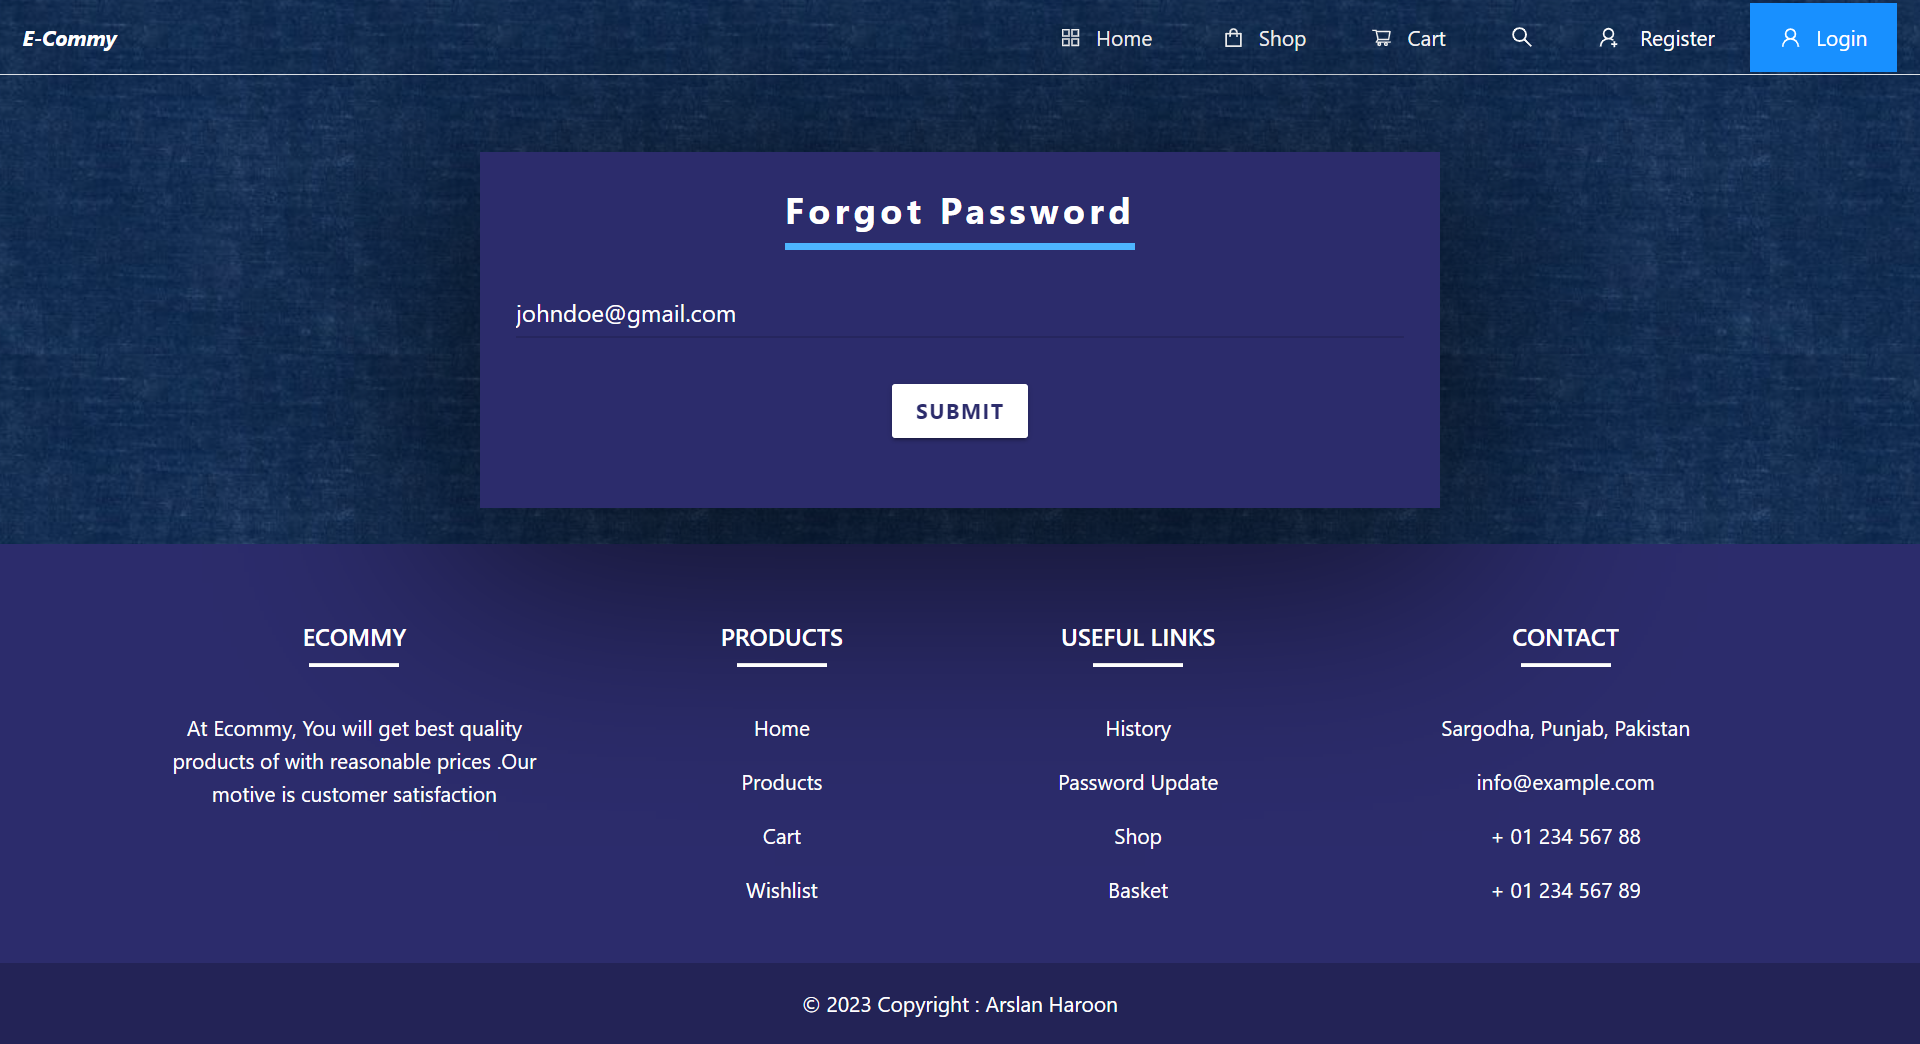 E-Commy
Home
Shop
Cart
Register
Login
Forgot Password
johndoe@gmail.com
SUBMIT
ECOMMY
At Ecommy, You will get best quality
products of with reasonable prices .Our
motive is customer satisfaction
PRODUCTS
Home
Products
Cart
Wishlist
USEFUL LINKS
History
Password Update
Shop
Basket
CONTACT
Sargodha, Punjab, Pakistan
info@example.com
+ 01 234 567 88
+ 01 234 567 89
© 2023 Copyright : Arslan Haroon